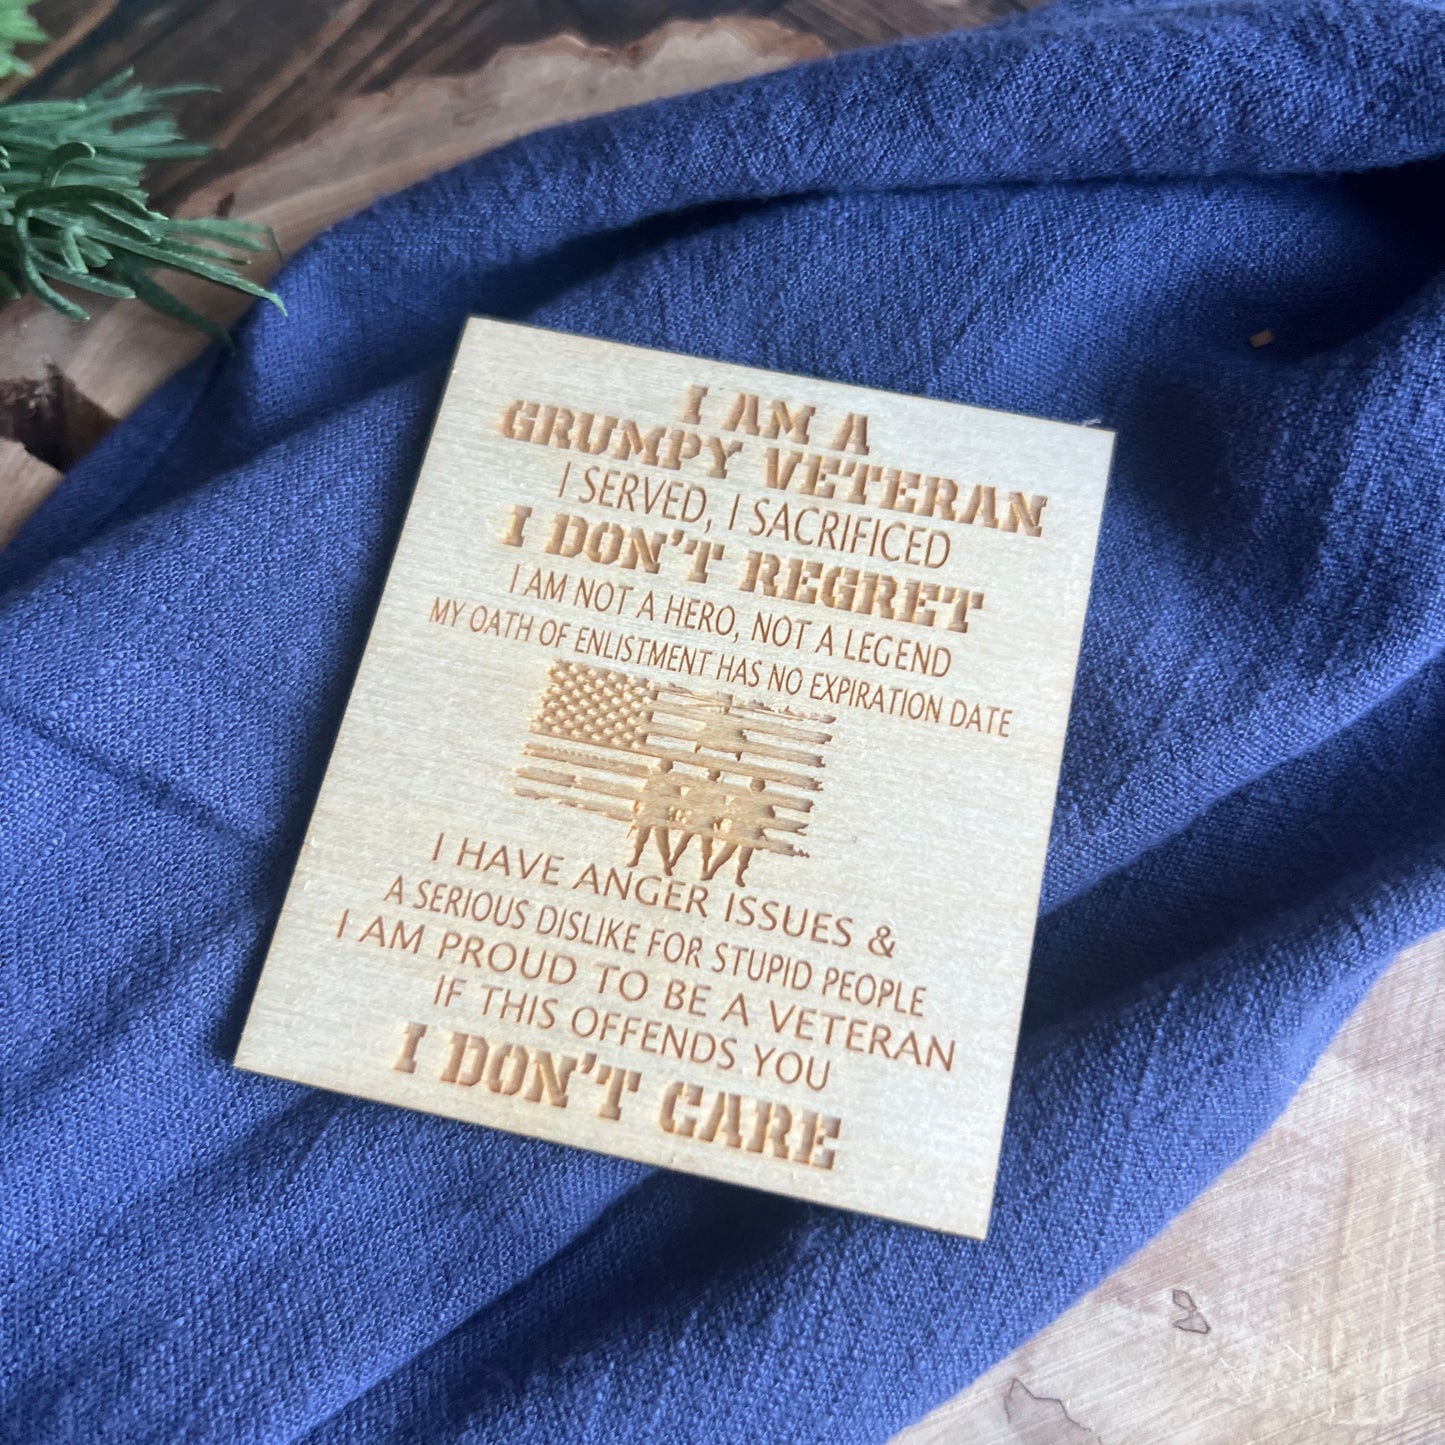 I AM A
GRUMPY VETERAN
I SERVED, I SACRIFICED
I DON'T REGRET
I AM NOT A HERO, NOT A LEGEND
MY OATH OF ENLISTMENT HAS NO EXPIRATION DATE
I HAVE ANGER ISSUES &
A SERIOUS DISLIKE FOR STUPID PEOPLE
I AM PROUD TO BE A VETERAN
IF THIS OFFENDS YOU
I DON'T CARE